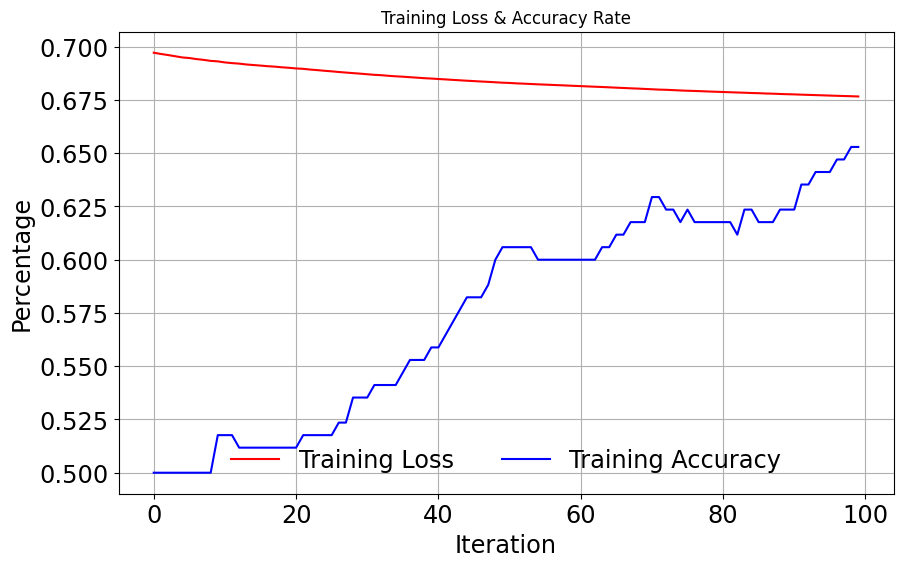 Training Loss & Accuracy Rate
0.700
0.675
0.650
0.625
0.600
0.575
0.550
0.525
0.500
Percentage
Training Loss Training Accuracy
0 20 40 60 80 100
Iteration